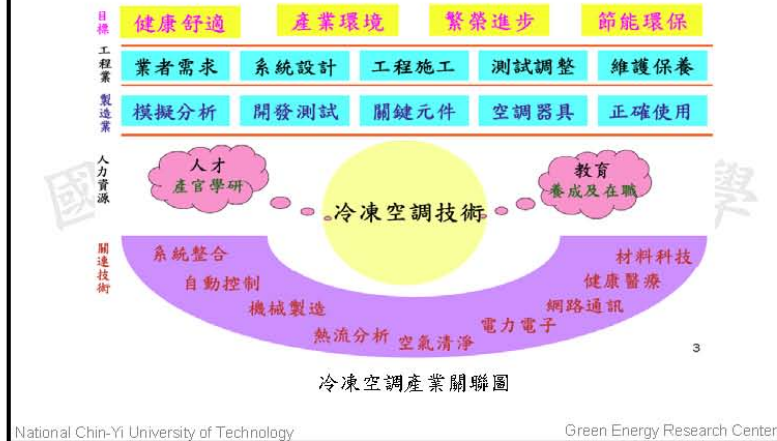 目標
健康舒適 產業環境 繁榮進步 節能環保
工程業
業者需求 系統設計 工程施工 測試調整 維護保養
製造業
模擬分析 開發測試 關鍵元件 空調器具 正確使用
人力資源
人才
產官學研
教育
養成及在職
國
學
冷凍空調技術
關連技術
系統整合
自動控制
機械製造
熱流分析
空氣清淨
電力電子
網路通訊
健康醫療
材料科技
3
冷凍空調產業關聯圖
National Chin-Yi University of Technology
Green Energy Research Center